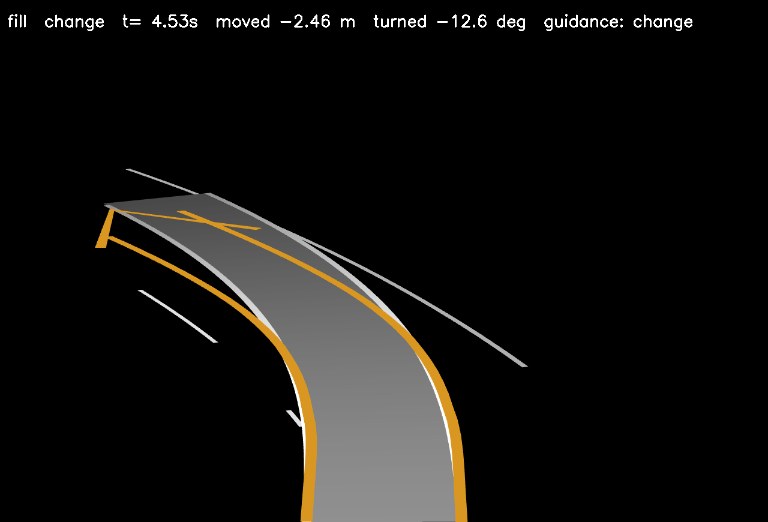 fill change t= 4.53s moved −2.46 m turned −12.6 deg guidance: change